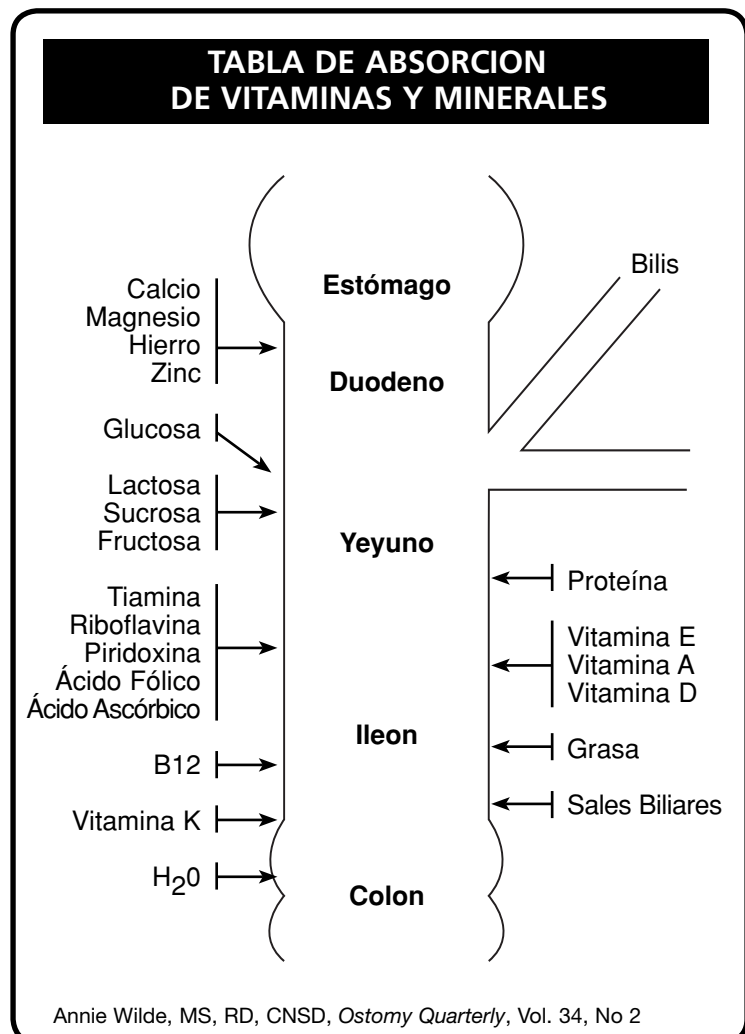 TABLA DE ABSORCION
DE VITAMINAS Y MINERALES
Estómago
Bilis
Calcio
Magnesio
Hierro
Zinc
Duodeno
Glucosa
Lactosa
Sucrosa
Fructosa
Yeyuno
Proteína
Tiamina
Riboflavina
Piridoxina
Ácido Fólico
Ácido Ascórbico
Vitamina E
Vitamina A
Vitamina D
Ileon
Grasa
B12
Sales Biliares
Vitamina K
H₂0
Colon
Annie Wilde, MS, RD, CNSD, Ostomy Quarterly, Vol. 34, No 2